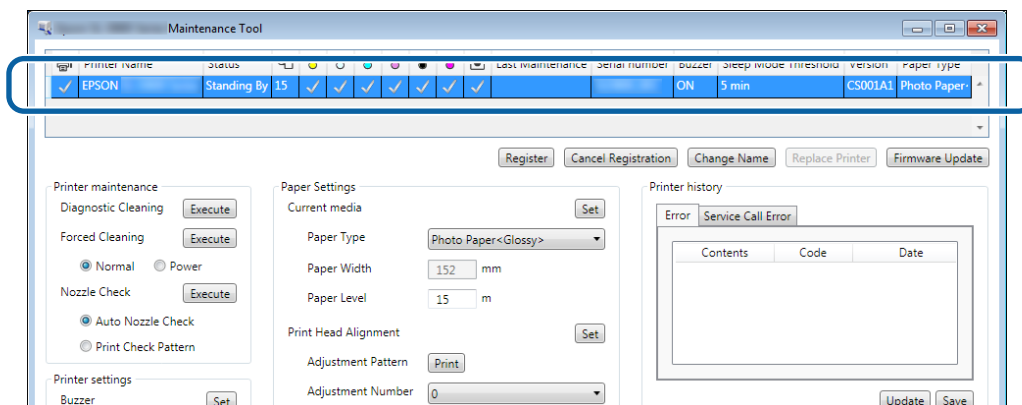 Maintenance Tool
Printer Name Status Last Maintenance Serial number Buzzer Sleep Mode Threshold Version Paper Type
EPSON Standing By 15 ON 5 min CS001A1 Photo Paper<
Register Cancel Registration Change Name Replace Printer Firmware Update
Printer maintenance Paper Settings Printer history
Diagnostic Cleaning Execute Current media Set Error Service Call Error
Forced Cleaning Execute Paper Type Photo Paper<Glossy> Contents Code Date
Normal Power Paper Width 152 mm
Nozzle Check Execute Paper Level 15 m
Auto Nozzle Check Print Head Alignment Set
Print Check Pattern Adjustment Pattern Print
Printer settings Adjustment Number 0
Buzzer Set Update Save